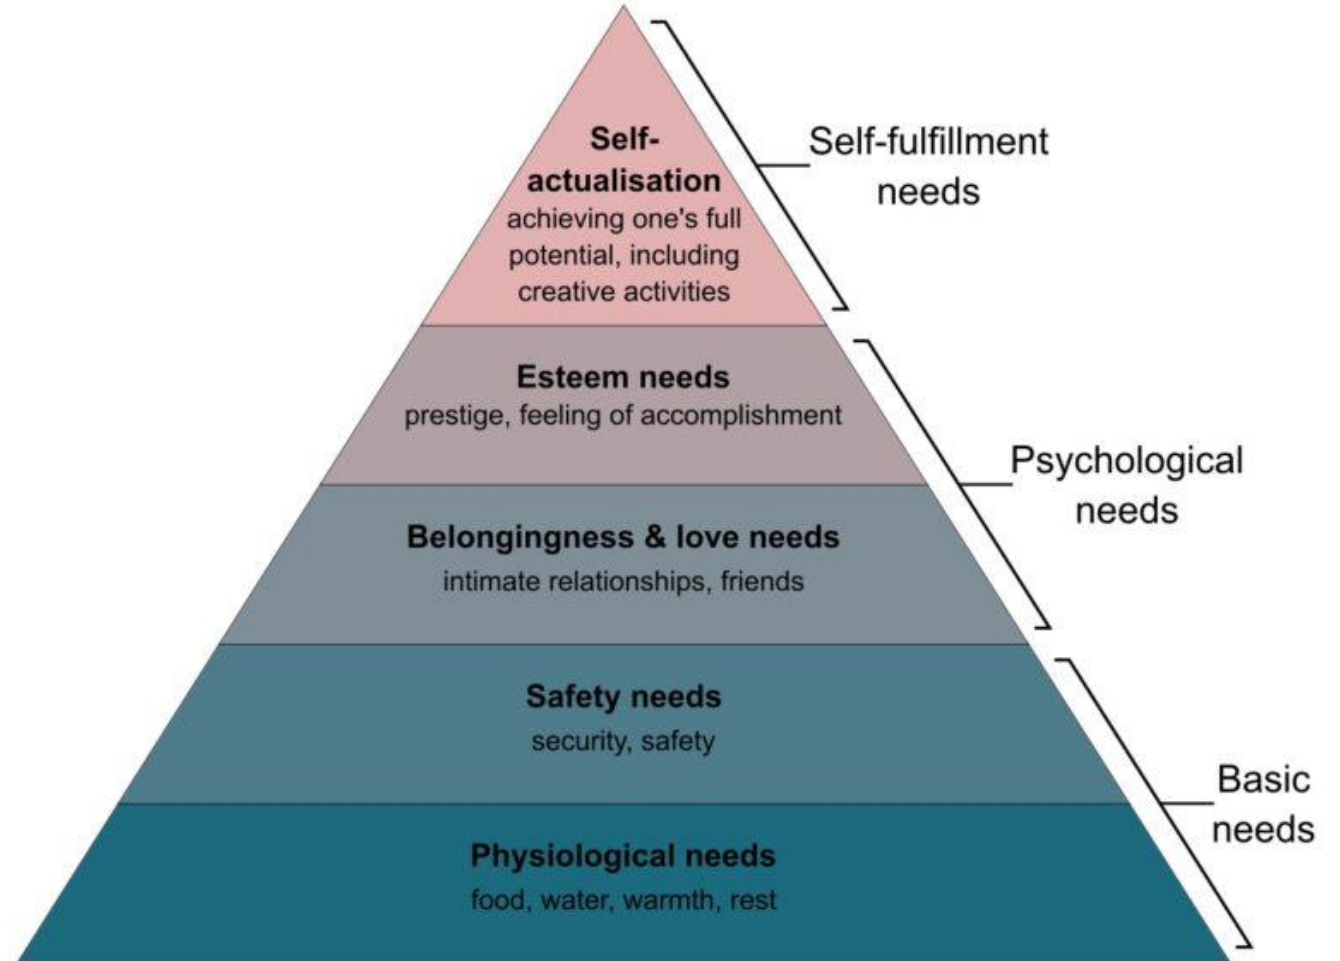 Self-
actualisation
achieving one's full
potential, including
creative activities
Self-fulfillment
needs
Esteem needs
prestige, feeling of accomplishment
Psychological
needs
Belongingness & love needs
intimate relationships, friends
Safety needs
security, safety
Basic
needs
Physiological needs
food, water, warmth, rest